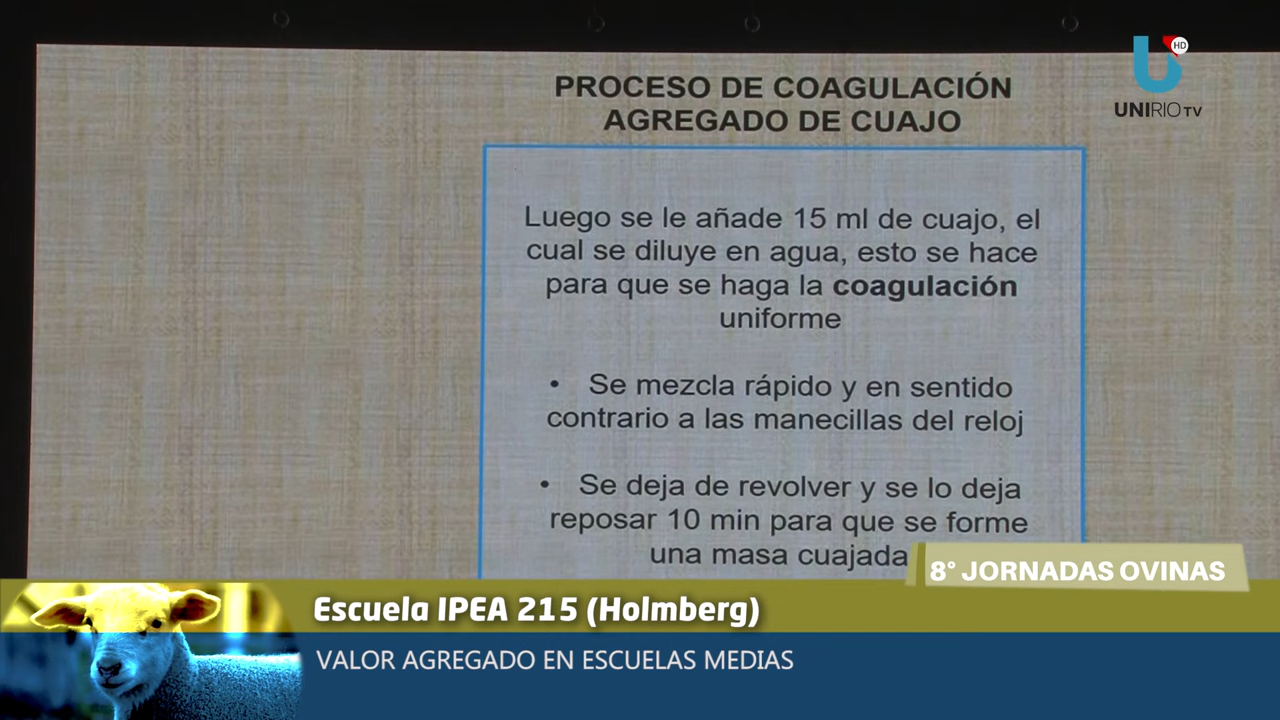 PROCESO DE COAGULACIÓN
AGREGADO DE CUAJO
HD
UNIRIO TV
Luego se le añade 15 ml de cuajo, el
cual se diluye en agua, esto se hace
para que se haga la coagulación
uniforme
• Se mezcla rápido y en sentido
contrario a las manecillas del reloj
• Se deja de revolver y se lo deja
reposar 10 min para que se forme
una masa cuajada
8° JORNADAS OVINAS
Escuela IPEA 215 (Holmberg)
VALOR AGREGADO EN ESCUELAS MEDIAS